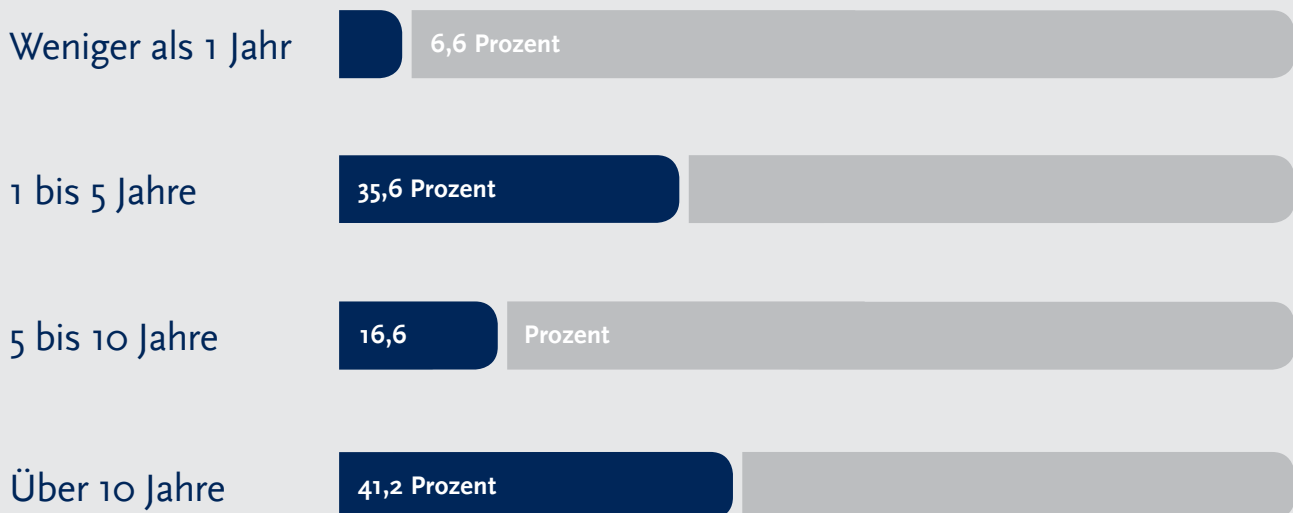 Weniger als 1 Jahr 6,6 Prozent
1 bis 5 Jahre 35,6 Prozent
5 bis 10 Jahre 16,6 Prozent
Über 10 Jahre 41,2 Prozent